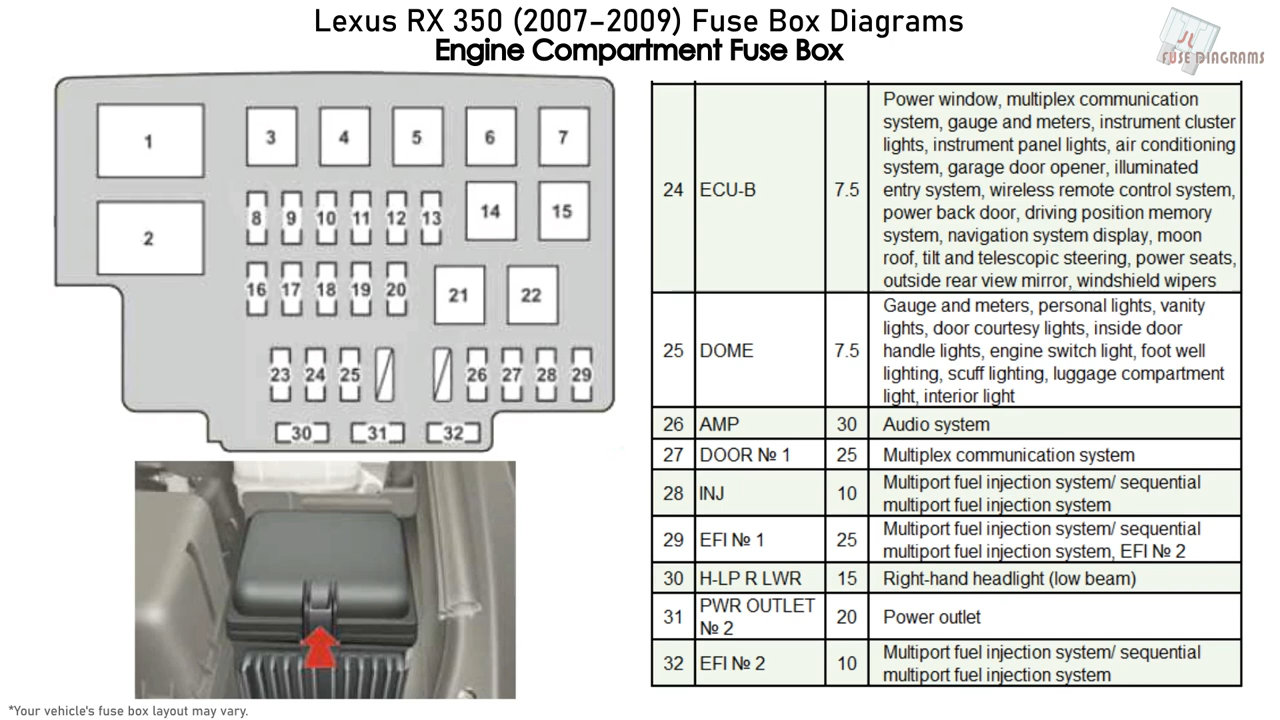 Lexus RX 350 (2007–2009) Fuse Box Diagrams
Engine Compartment Fuse Box
JL
FUSE DIAGRAMS
1
3
4
5
6
7
2
8
9
10
11
12
13
14
15
16
17
18
19
20
21
22
23
24
25
26
27
28
29
30
31
32
24 ECU-B 7.5 Power window, multiplex communication
system, gauge and meters, instrument cluster
lights, instrument panel lights, air conditioning
system, garage door opener, illuminated
entry system, wireless remote control system,
power back door, driving position memory
system, navigation system display, moon
roof, tilt and telescopic steering, power seats,
outside rear view mirror, windshield wipers
25 DOME 7.5 Gauge and meters, personal lights, vanity
lights, door courtesy lights, inside door
handle lights, engine switch light, foot well
lighting, scuff lighting, luggage compartment
light, interior light
26 AMP 30 Audio system
27 DOOR № 1 25 Multiplex communication system
28 INJ 10 Multiport fuel injection system/ sequential
multiport fuel injection system
29 EFI № 1 25 Multiport fuel injection system/ sequential
multiport fuel injection system, EFI № 2
30 H-LP R LWR 15 Right-hand headlight (low beam)
31 PWR OUTLET
№ 2 20 Power outlet
32 EFI № 2 10 Multiport fuel injection system/ sequential
multiport fuel injection system
*Your vehicle's fuse box layout may vary.